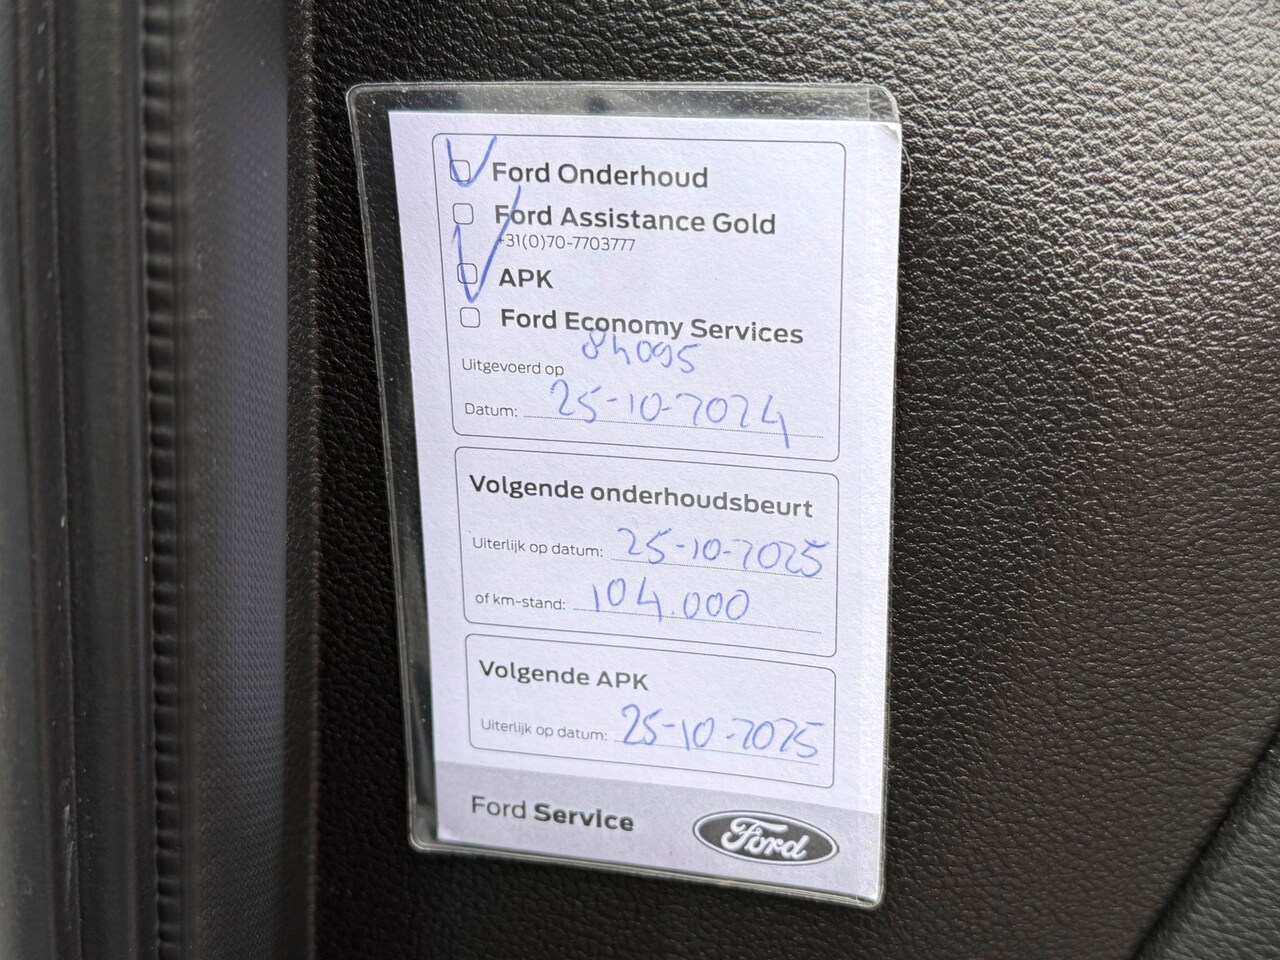 Ford Onderhoud
Ford Assistance Gold
+31(0)70-7703777
APK
Ford Economy Services
84095
Uitgevoerd op
Datum: 25-10-2024
Volgende onderhoudsbeurt
Uiterlijk op datum: 25-10-2025
of km-stand: 104.000
Volgende APK
Uiterlijk op datum: 25-10-2025
Ford Service
Ford